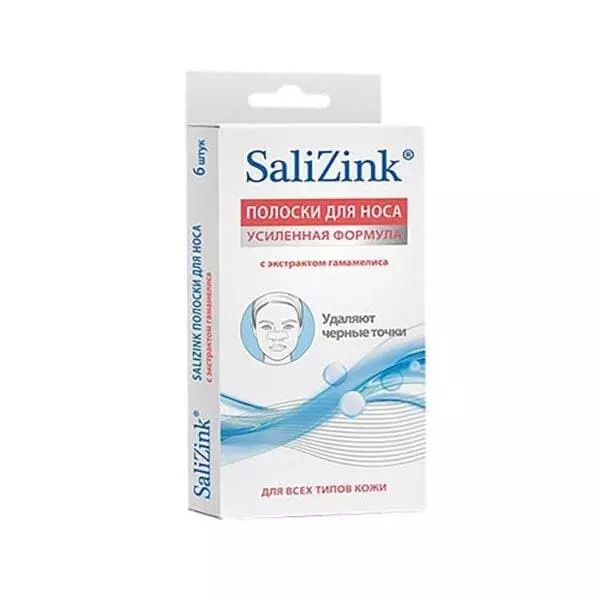 SaliZink®
ПОЛОСКИ ДЛЯ НОСА
УСИЛЕННАЯ ФОРМУЛА
с экстрактом гамамелиса
Удаляют
черные точки
ДЛЯ ВСЕХ ТИПОВ КОЖИ
SaliZink®
SALIZINK ПОЛОСКИ ДЛЯ НОСА
с экстрактом гамамелиса
6 штук